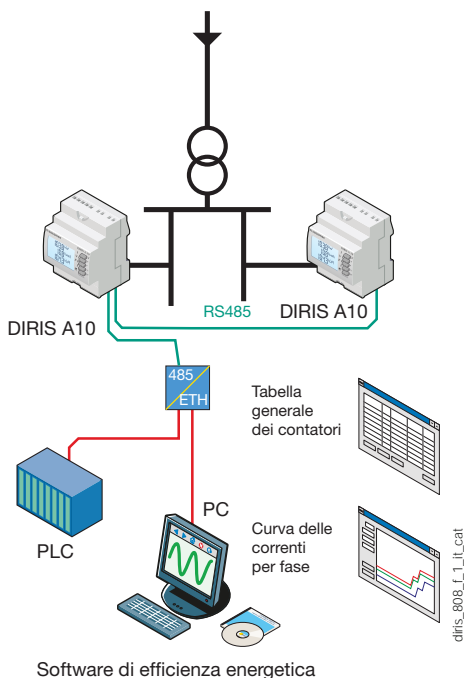 RS485
DIRIS A10
DIRIS A10
485
ETH
Tabella
generale
dei contatori
PC
PLC
Curva delle
correnti
per fase
diris_808_f_1_it_cat
Software di efficienza energetica